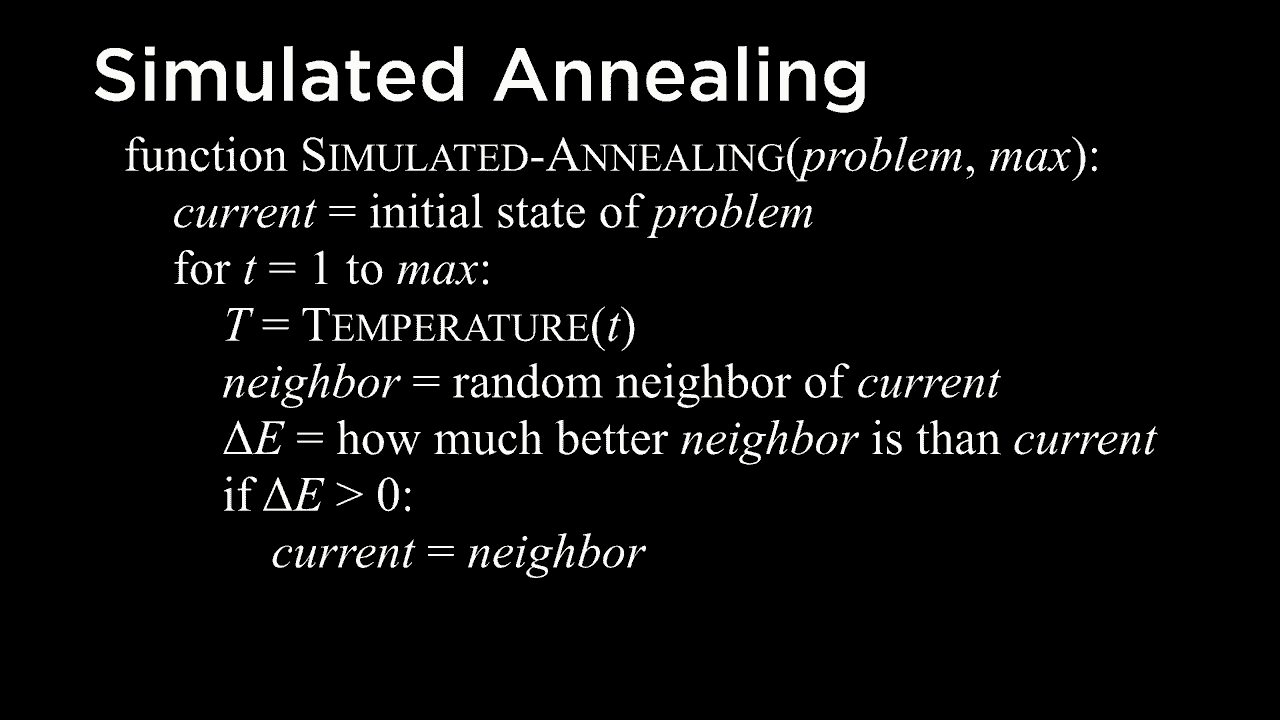 Simulated Annealing
function SIMULATED-ANNEALING(problem, max):
current = initial state of problem
for t = 1 to max:
T = TEMPERATURE(t)
neighbor = random neighbor of current
ΔE = how much better neighbor is than current
if ΔE > 0:
current = neighbor